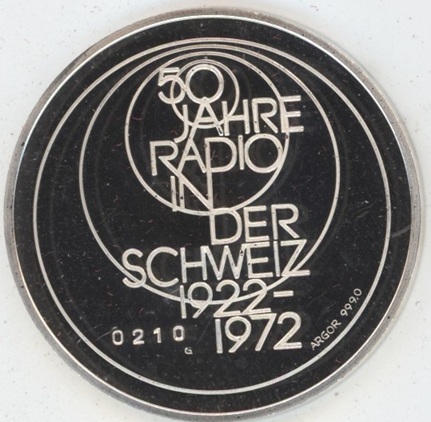 50
JAHRE
RADIO
IN
DER
SCHWEIZ
1922–
1972
0210
G
ARGOR 999.0